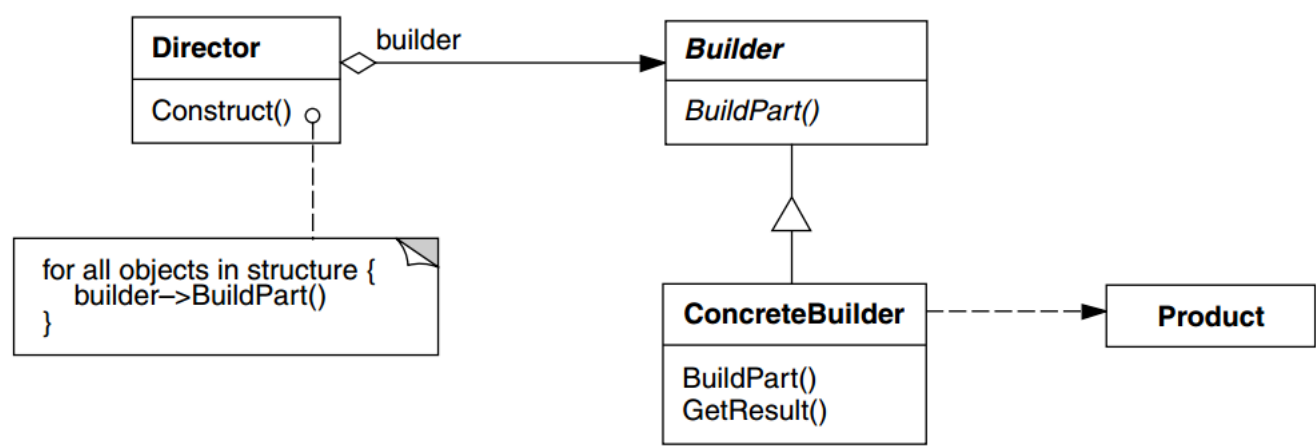 Director
builder
Builder
Construct()
BuildPart()
for all objects in structure {
builder–>BuildPart()
}
ConcreteBuilder
Product
BuildPart()
GetResult()